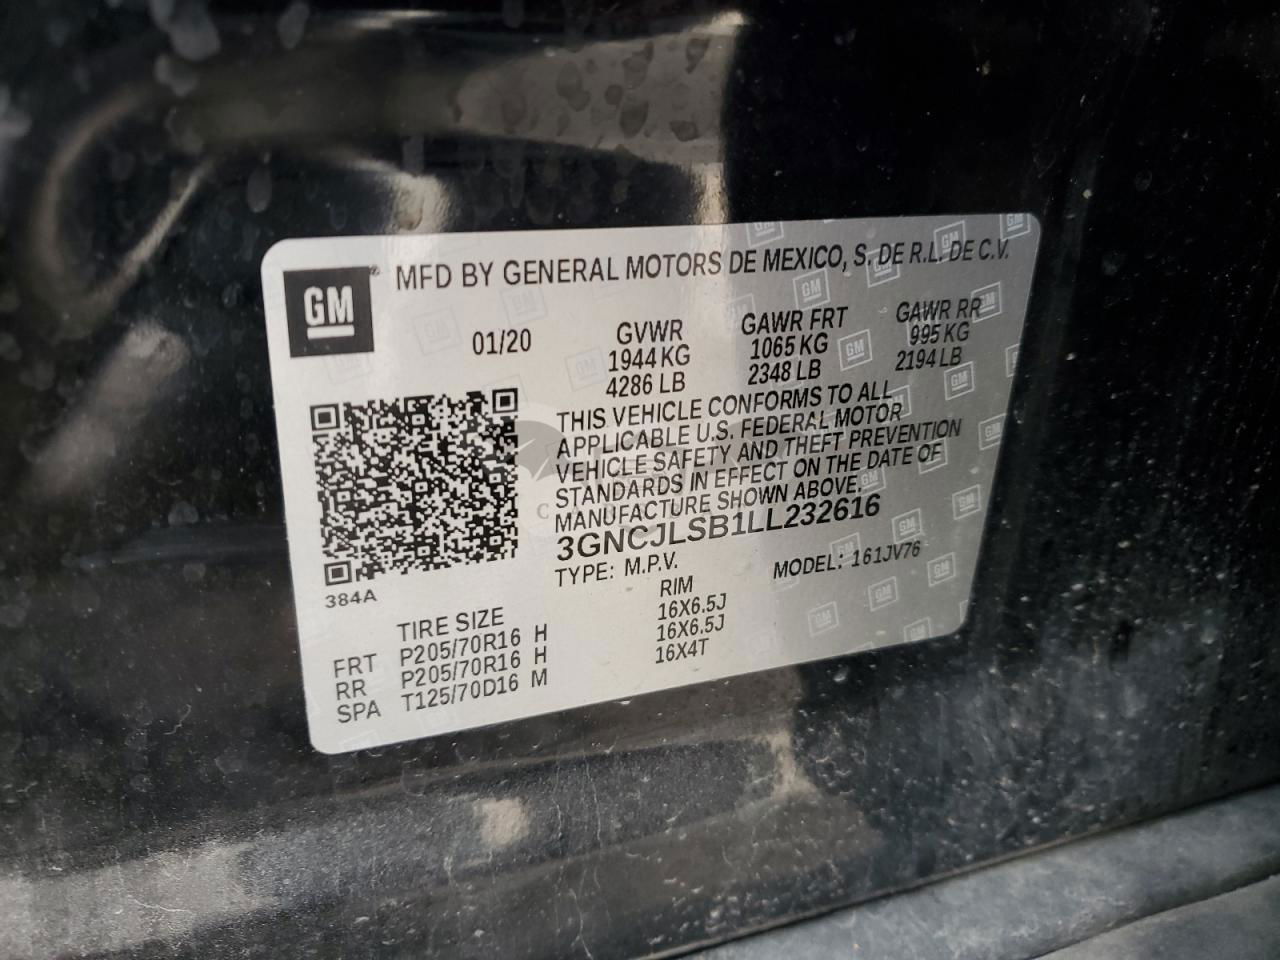 GM® MFD BY GENERAL MOTORS DE MEXICO, S. DE R.L. DE C.V.
01/20 GVWR GAWR FRT GAWR RR
1944 KG 1065 KG 995 KG
4286 LB 2348 LB 2194 LB
THIS VEHICLE CONFORMS TO ALL
APPLICABLE U.S. FEDERAL MOTOR
VEHICLE SAFETY AND THEFT PREVENTION
STANDARDS IN EFFECT ON THE DATE OF
MANUFACTURE SHOWN ABOVE.
3GNCJLSB1LL232616
TYPE: M.P.V. MODEL: 161JV76
384A
TIRE SIZE RIM
FRT P205/70R16 H 16X6.5J
RR P205/70R16 H 16X6.5J
SPA T125/70D16 M 16X4T